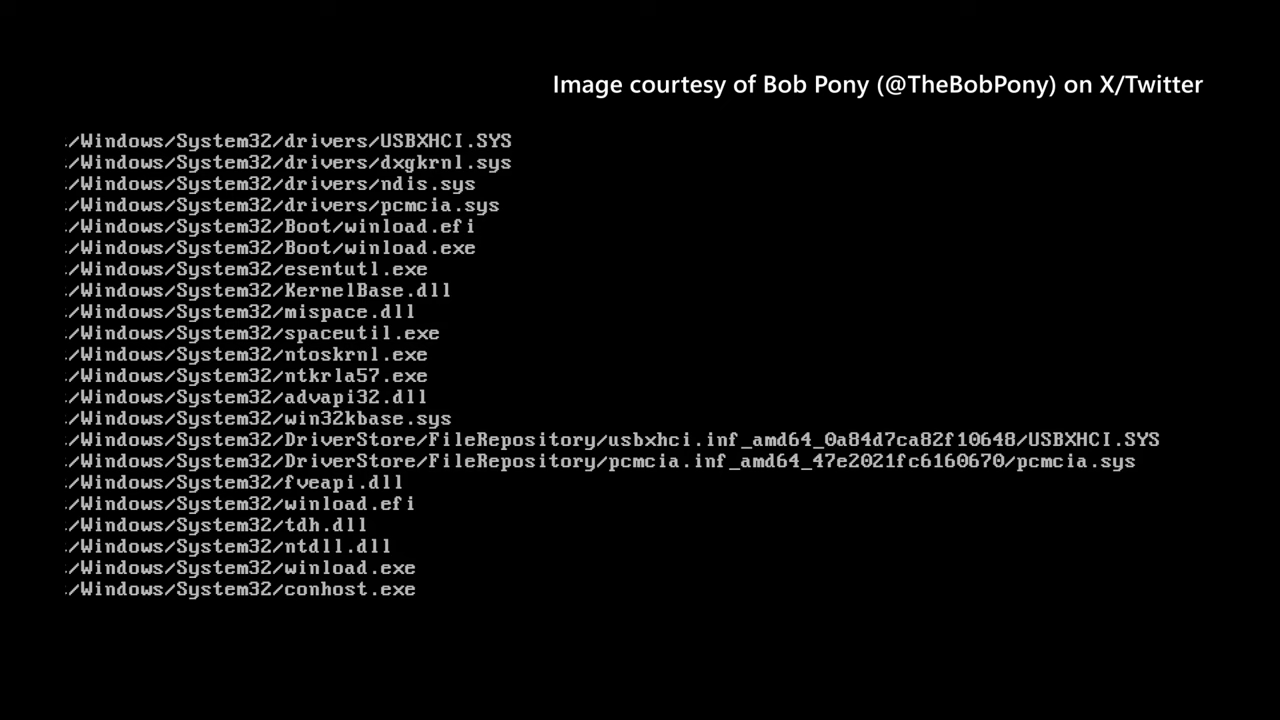 Image courtesy of Bob Pony (@TheBobPony) on X/Twitter
:/Windows/System32/drivers/USBXHCI.SYS
:/Windows/System32/drivers/dxgkrnl.sys
:/Windows/System32/drivers/ndis.sys
:/Windows/System32/drivers/pcmcia.sys
:/Windows/System32/Boot/winload.efi
:/Windows/System32/Boot/winload.exe
:/Windows/System32/esentutl.exe
:/Windows/System32/KernelBase.dll
:/Windows/System32/mispace.dll
:/Windows/System32/spaceutil.exe
:/Windows/System32/ntoskrnl.exe
:/Windows/System32/ntkrla57.exe
:/Windows/System32/advapi32.dll
:/Windows/System32/win32kbase.sys
:/Windows/System32/DriverStore/FileRepository/usbxhci.inf_amd64_0a84d7ca82f10648/USBXHCI.SYS
:/Windows/System32/DriverStore/FileRepository/pcmcia.inf_amd64_47e2021fc6160670/pcmcia.sys
:/Windows/System32/fveapi.dll
:/Windows/System32/winload.efi
:/Windows/System32/tdh.dll
:/Windows/System32/ntdll.dll
:/Windows/System32/winload.exe
:/Windows/System32/conhost.exe